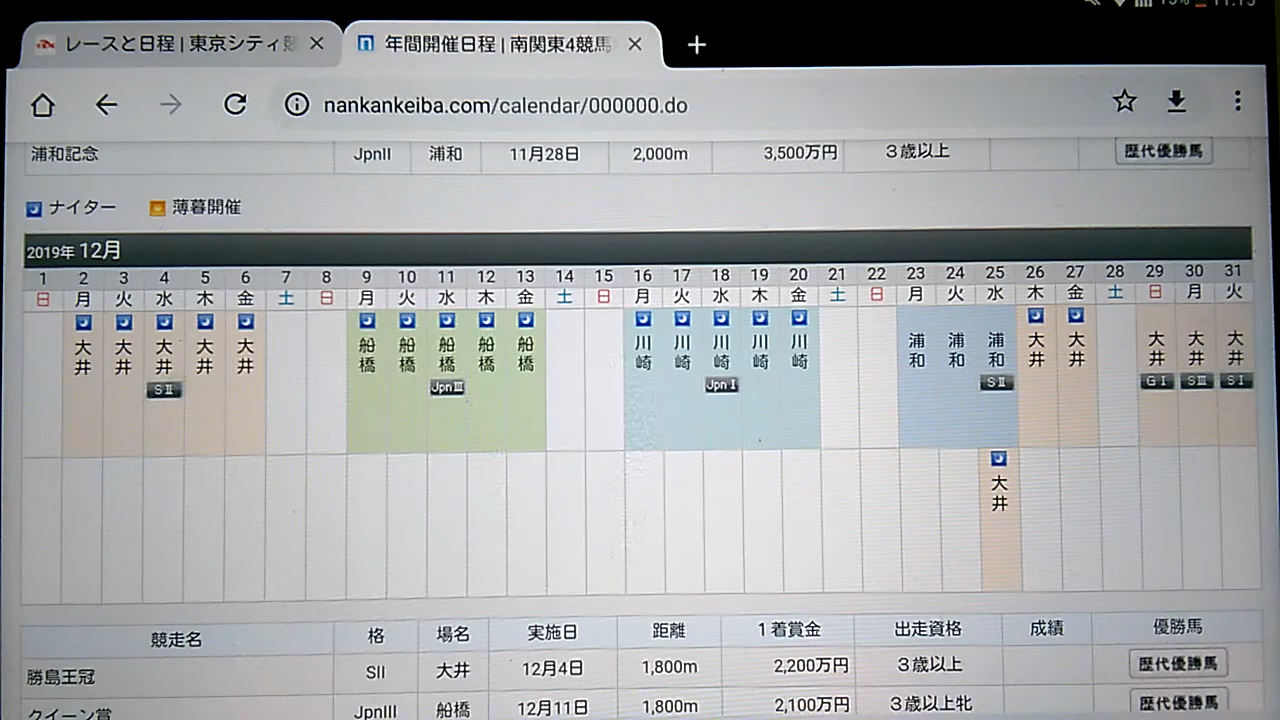 レースと日程 | 東京シティ競
年間開催日程 | 南関東4競馬
nankankeiba.com/calendar/000000.do
浦和記念 JpnII 浦和 11月28日 2,000m 3,500万円 3歳以上 歴代優勝馬
ナイター 薄暮開催
2019年 12月
1 2 3 4 5 6 7 8 9 10 11 12 13 14 15 16 17 18 19 20 21 22 23 24 25 26 27 28 29 30 31
日 月 火 水 木 金 土 日 月 火 水 木 金 土 日 月 火 水 木 金 土 日 月 火 水 木 金 土 日 月 火
大井 大井 大井 大井 大井 船橋 船橋 船橋 船橋 船橋 川崎 川崎 川崎 川崎 川崎 浦和 浦和 浦和 大井 大井 大井 大井 大井
SⅡ JpnⅢ JpnⅠ SⅡ GⅠ SⅢ SⅠ
大井
競走名 格 場名 実施日 距離 1着賞金 出走資格 成績 優勝馬
勝島王冠 SII 大井 12月4日 1,800m 2,200万円 3歳以上 歴代優勝馬
クイーン賞 JpnIII 船橋 12月11日 1,800m 2,100万円 3歳以上牝 歴代優勝馬